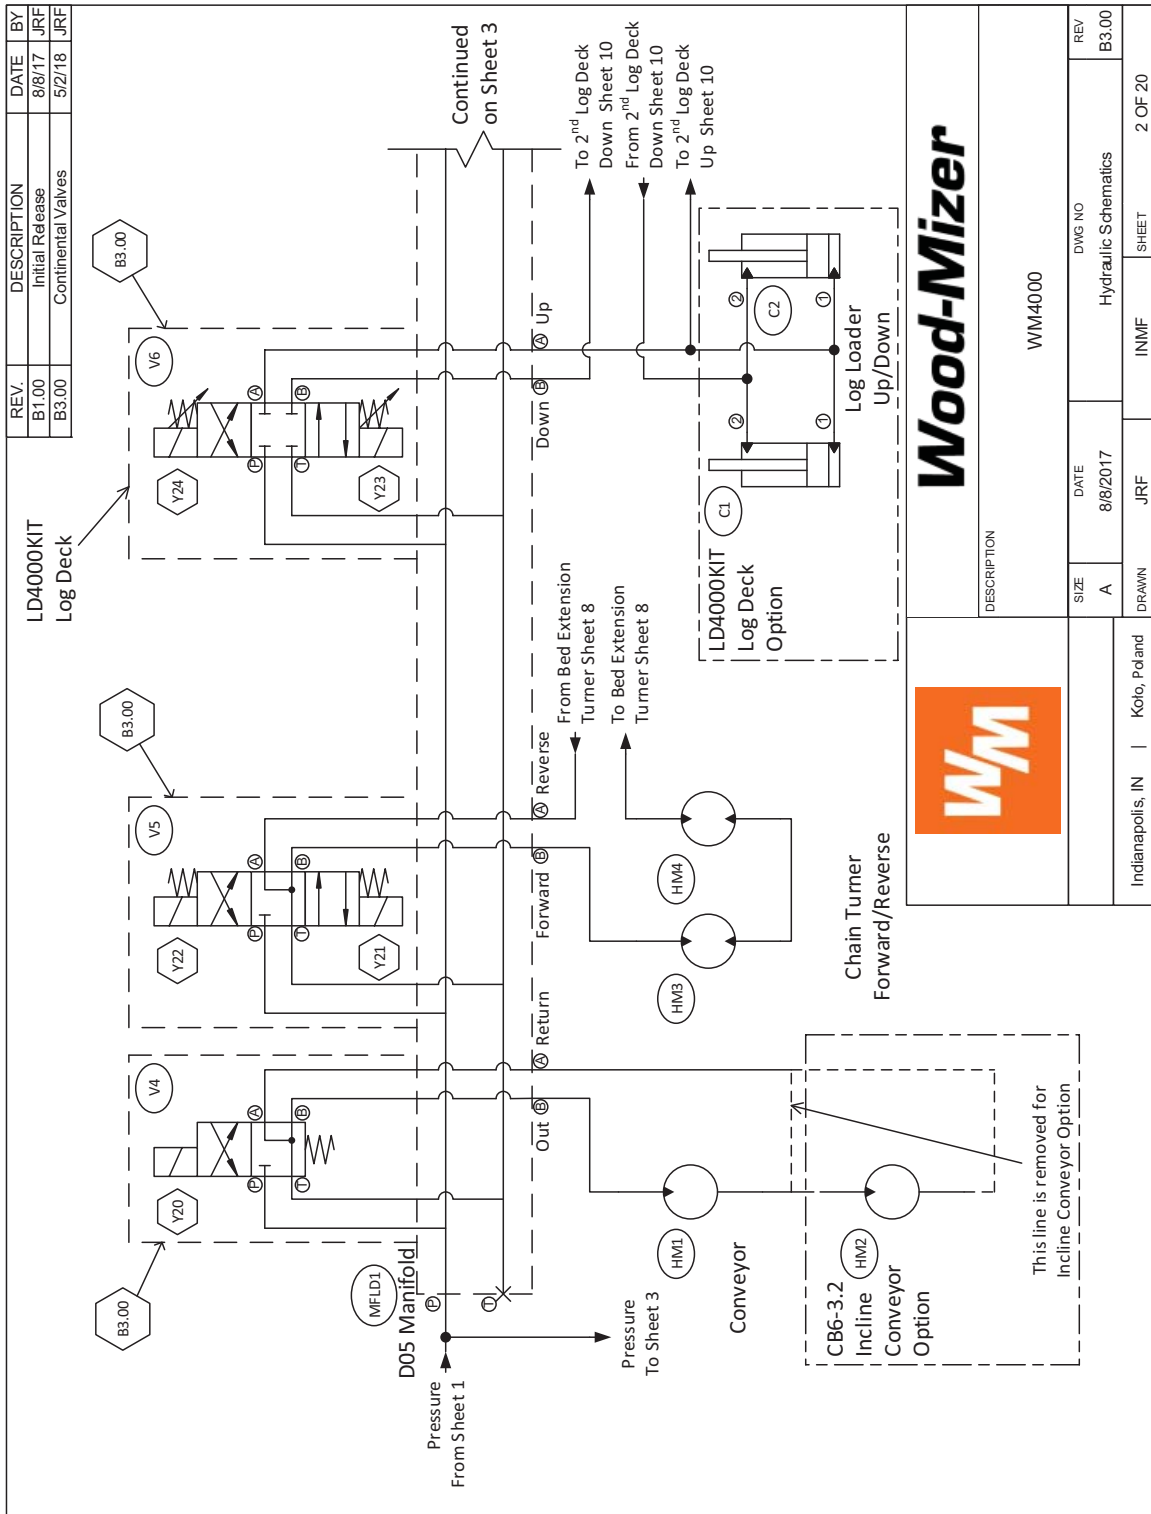 REV.
DESCRIPTION
DATE
BY
B1.00
Initial Release
8/8/17
JRF
B3.00
Continental Valves
5/2/18
JRF
LD4000KIT
Log Deck
B3.00
B3.00
B3.00
V4
V5
V6
Y20
Y22
Y21
Y24
Y23
P
A
T
B
P
A
T
B
P
A
T
B
MFLD1
D05 Manifold
P
T
Pressure
From Sheet 1
Pressure
To Sheet 3
Continued
on Sheet 3
Out B
A Return
Forward B
A Reverse
Down B
A Up
To 2nd Log Deck
Down Sheet 10
From 2nd Log Deck
Down Sheet 10
To 2nd Log Deck
Up Sheet 10
From Bed Extension
Turner Sheet 8
To Bed Extension
Turner Sheet 8
HM1
Conveyor
HM2
CB6-3.2
Incline
Conveyor
Option
This line is removed for
Incline Conveyor Option
HM3
HM4
Chain Turner
Forward/Reverse
LD4000KIT
Log Deck
Option
C1
C2
2
2
1
1
Log Loader
Up/Down
WM
Wood-Mizer
DESCRIPTION
WM4000
SIZE
A
DATE
8/8/2017
DWG NO
Hydraulic Schematics
REV
B3.00
Indianapolis, IN | Koło, Poland
DRAWN
JRF
INMF
SHEET
2 OF 20